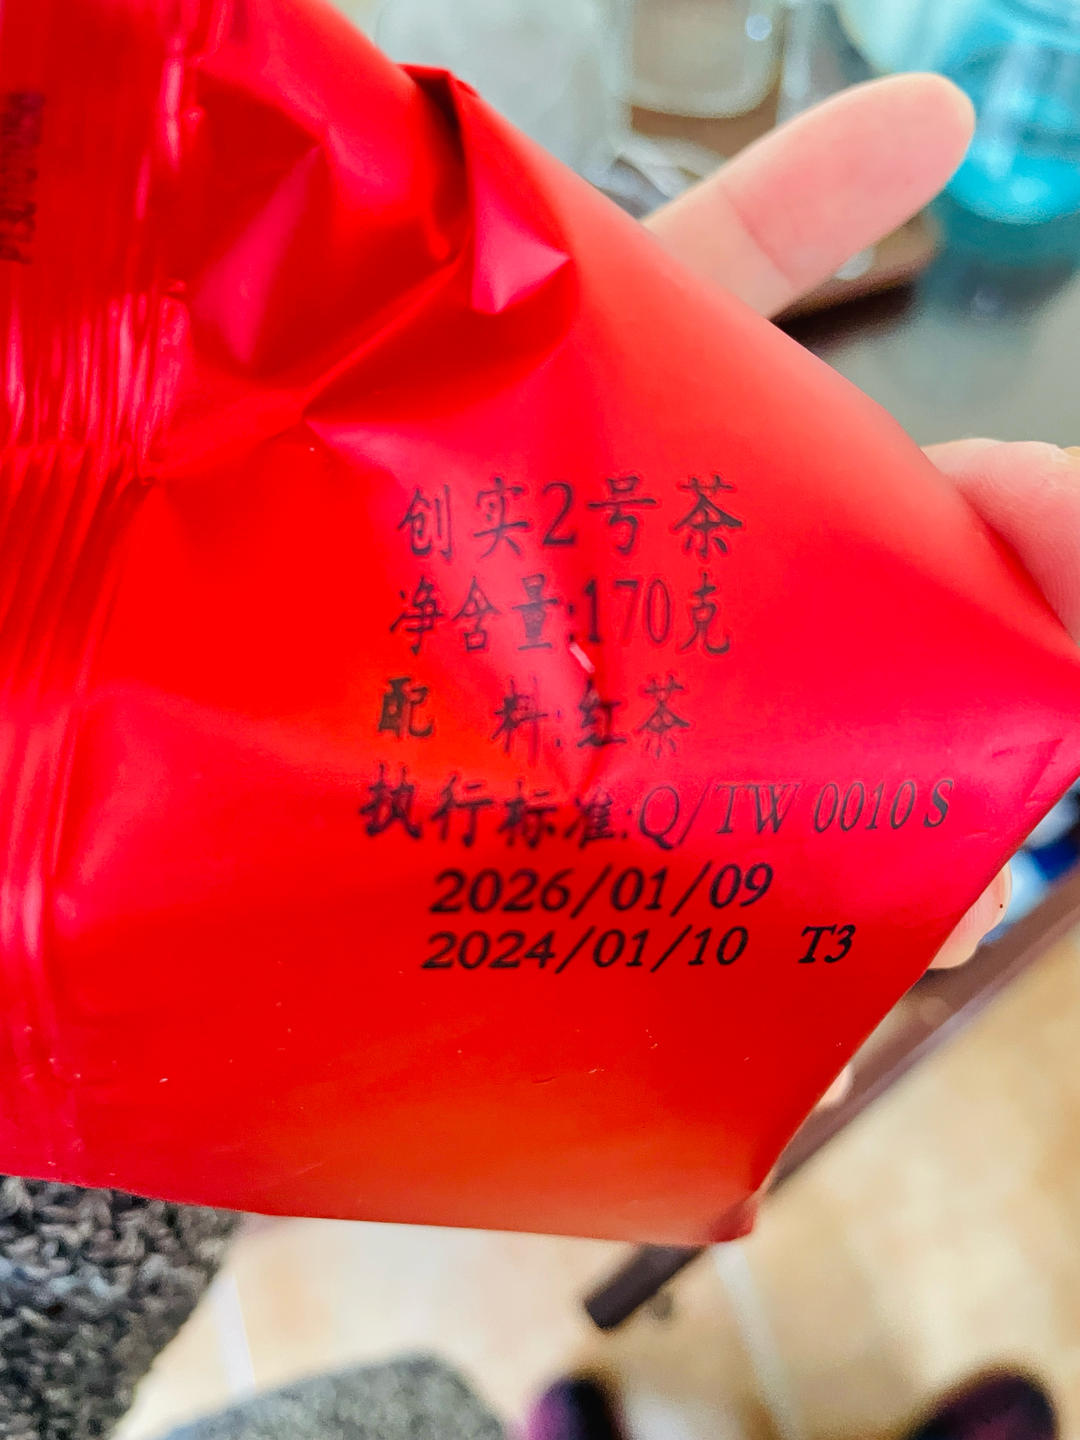 创实2号茶
净含量:170克
配 料:红茶
执行标准:Q/TW 0010 S
2026/01/09
2024/01/10 T3